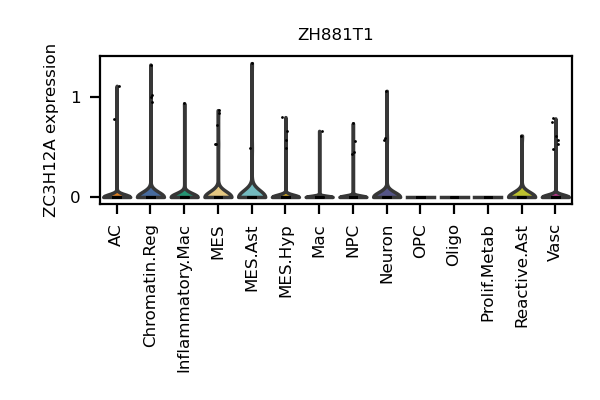 ZH881T1
ZC3H12A expression
1
0
AC
Chromatin.Reg
Inflammatory.Mac
MES
MES.Ast
MES.Hyp
Mac
NPC
Neuron
OPC
Oligo
Prolif.Metab
Reactive.Ast
Vasc